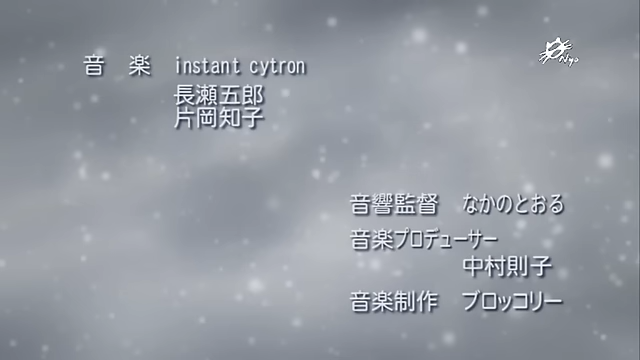 音 楽 instant cytron
長瀬五郎
片岡知子
音響監督 なかのとおる
音楽プロデューサー
中村則子
音楽制作 ブロッコリー